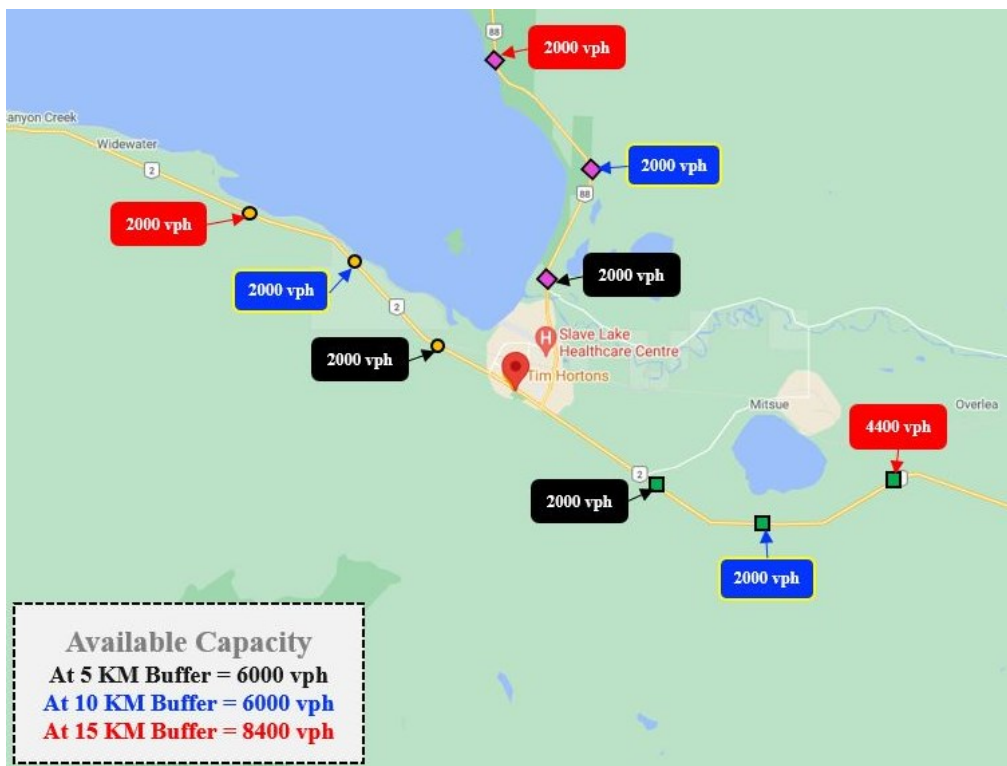 88
2000 vph
anyon Creek
Widewater
2
2000 vph
88
2000 vph
2000 vph
2000 vph
2
2000 vph
H
Slave Lake
Healthcare Centre
Tim Hortons
Mitsue
Overlea
4400 vph
2
2000 vph
2000 vph
Available Capacity
At 5 KM Buffer = 6000 vph
At 10 KM Buffer = 6000 vph
At 15 KM Buffer = 8400 vph